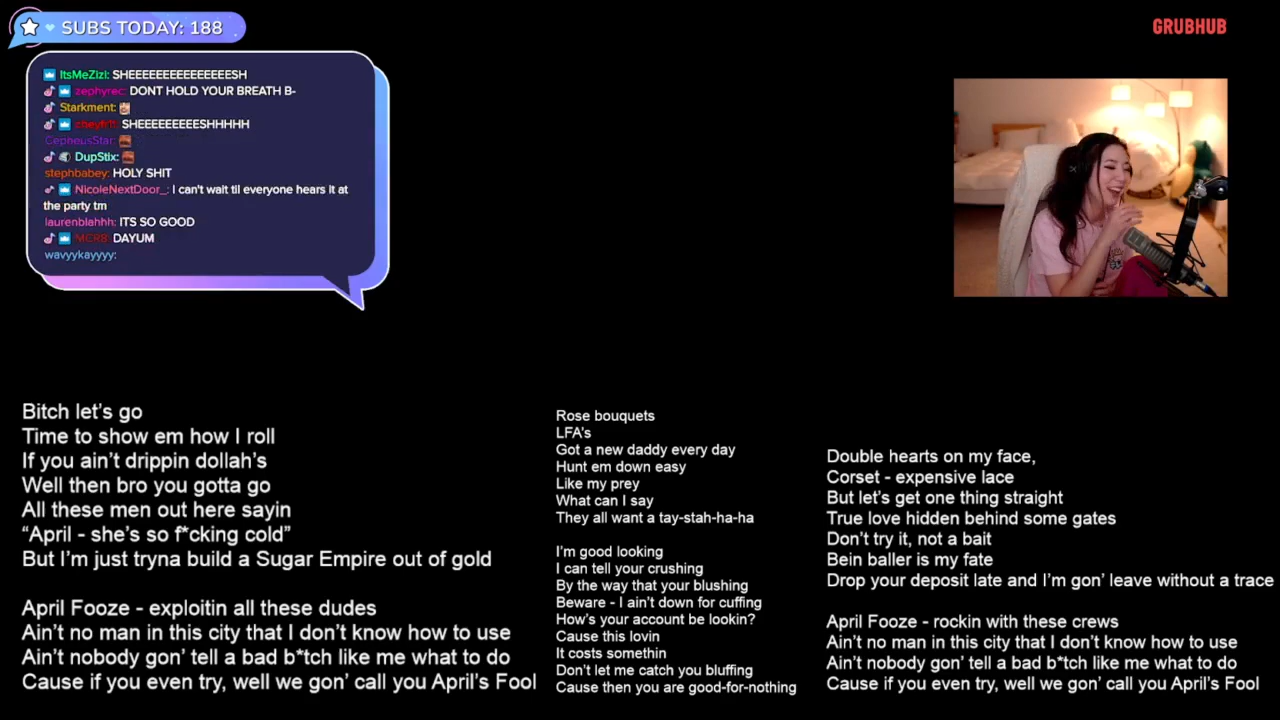 SUBS TODAY: 188
GRUBHUB
ItsMeZizi: SHEEEEEEEEEEEEEEESH
zephyrec: DONT HOLD YOUR BREATH B-
Starkment:
cheyfr1: SHEEEEEEEEESHHHHH
CepheusStar:
DupStix:
stephbabey: HOLY SHIT
NicoleNextDoor_: I can't wait til everyone hears it at
the party tm
laurenblahhh: ITS SO GOOD
MCR8: DAYUM
wavyykayyyy:
Bitch let's go
Time to show em how I roll
If you ain't drippin dollah's
Well then bro you gotta go
All these men out here sayin
“April - she's so f*cking cold”
But I'm just tryna build a Sugar Empire out of gold
April Fooze - exploitin all these dudes
Ain't no man in this city that I don't know how to use
Ain't nobody gon' tell a bad b*tch like me what to do
Cause if you even try, well we gon' call you April's Fool
Rose bouquets
LFA's
Got a new daddy every day
Hunt em down easy
Like my prey
What can I say
They all want a tay-stah-ha-ha
I'm good looking
I can tell your crushing
By the way that your blushing
Beware - I ain't down for cuffing
How's your account be lookin?
Cause this lovin
It costs somethin
Don't let me catch you bluffing
Cause then you are good-for-nothing
Double hearts on my face,
Corset - expensive lace
But let's get one thing straight
True love hidden behind some gates
Don't try it, not a bait
Bein baller is my fate
Drop your deposit late and I'm gon' leave without a trace
April Fooze - rockin with these crews
Ain't no man in this city that I don't know how to use
Ain't nobody gon' tell a bad b*tch like me what to do
Cause if you even try, well we gon' call you April's Fool